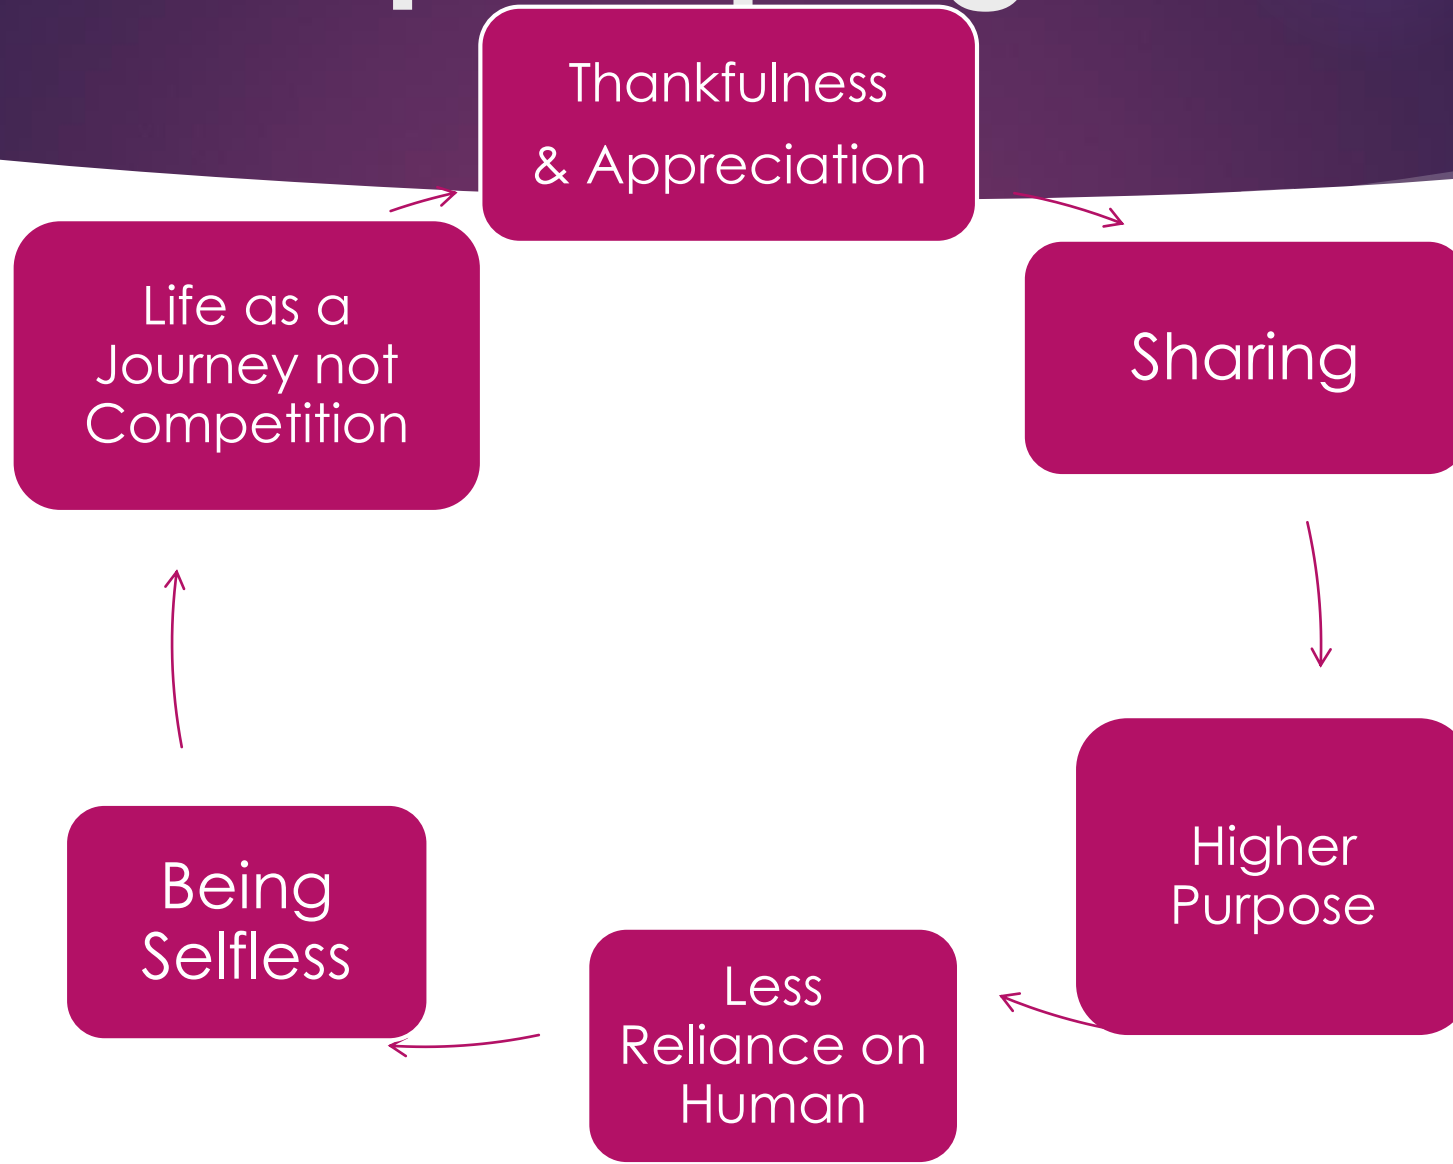 Thankfulness
& Appreciation
Sharing
Higher
Purpose
Less
Reliance on
Human
Being
Selfless
Life as a
Journey not
Competition